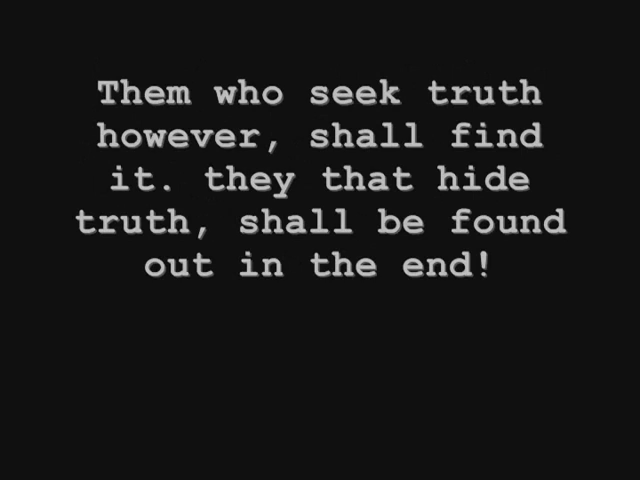 Them who seek truth
however, shall find
it. they that hide
truth, shall be found
out in the end!